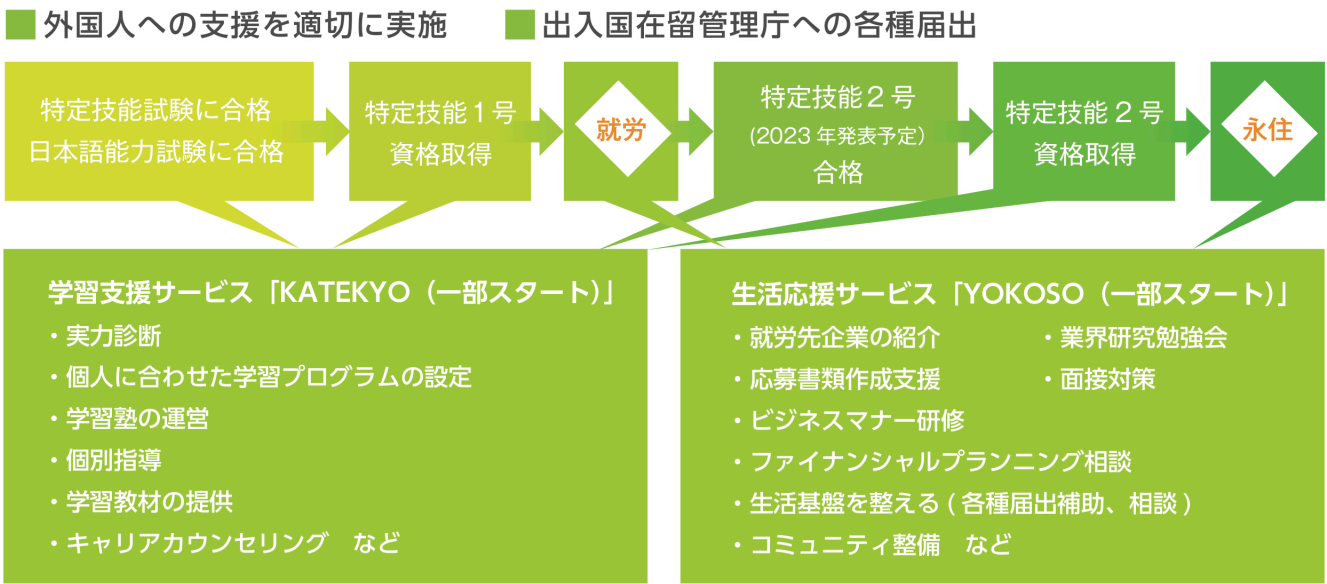 外国人への支援を適切に実施
出入国在留管理庁への各種届出
特定技能試験に合格
日本語能力試験に合格
特定技能1号
資格取得
就労
特定技能2号
(2023年発表予定)
合格
特定技能2号
資格取得
永住
学習支援サービス「KATEKYO（一部スタート)」
・実力診断
・個人に合わせた学習プログラムの設定
・学習塾の運営
・個別指導
・学習教材の提供
・キャリアカウンセリング　など
生活応援サービス「YOKOSO（一部スタート)」
・就労先企業の紹介
・業界研究勉強会
・応募書類作成支援
・面接対策
・ビジネスマナー研修
・ファイナンシャルプランニング相談
・生活基盤を整える(各種届出補助、相談)
・コミュニティ整備　など